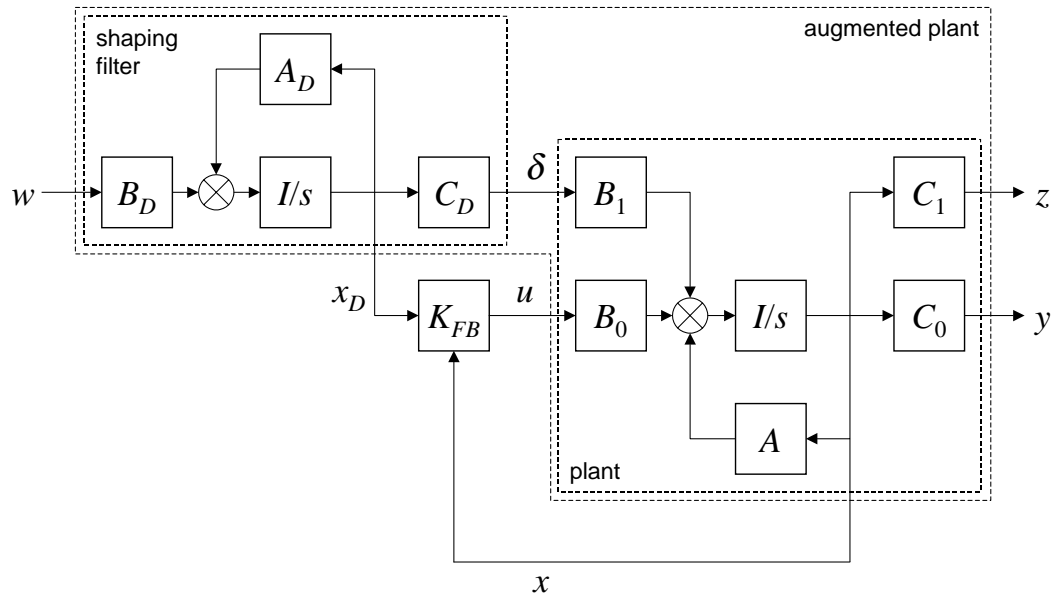 shaping
filter
augmented plant
A_D
w
B_D
I/s
C_D
δ
B_1
C_1
z
x_D
K_FB
u
B_0
I/s
C_0
y
A
plant
x